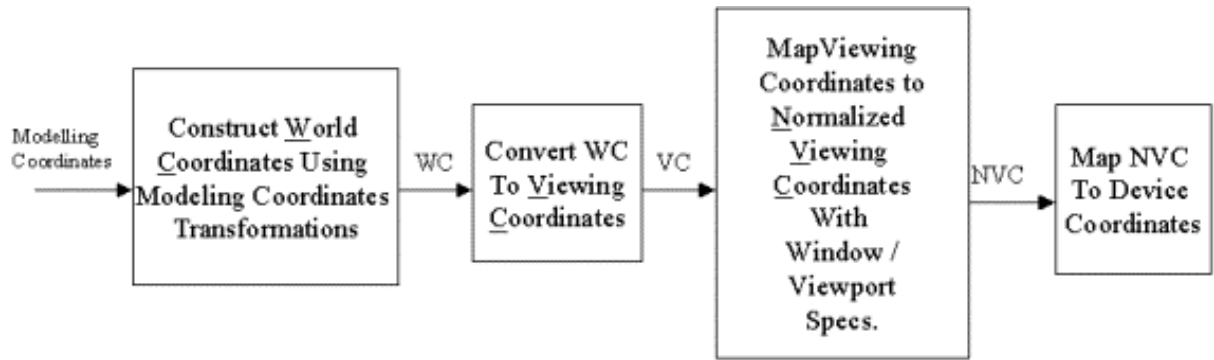 Modelling
Coordinates
Construct World
Coordinates Using
Modeling Coordinates
Transformations
WC
Convert WC
To Viewing
Coordinates
VC
MapViewing
Coordinates to
Normalized
Viewing
Coordinates
With
Window /
Viewport
Specs.
NVC
Map NVC
To Device
Coordinates